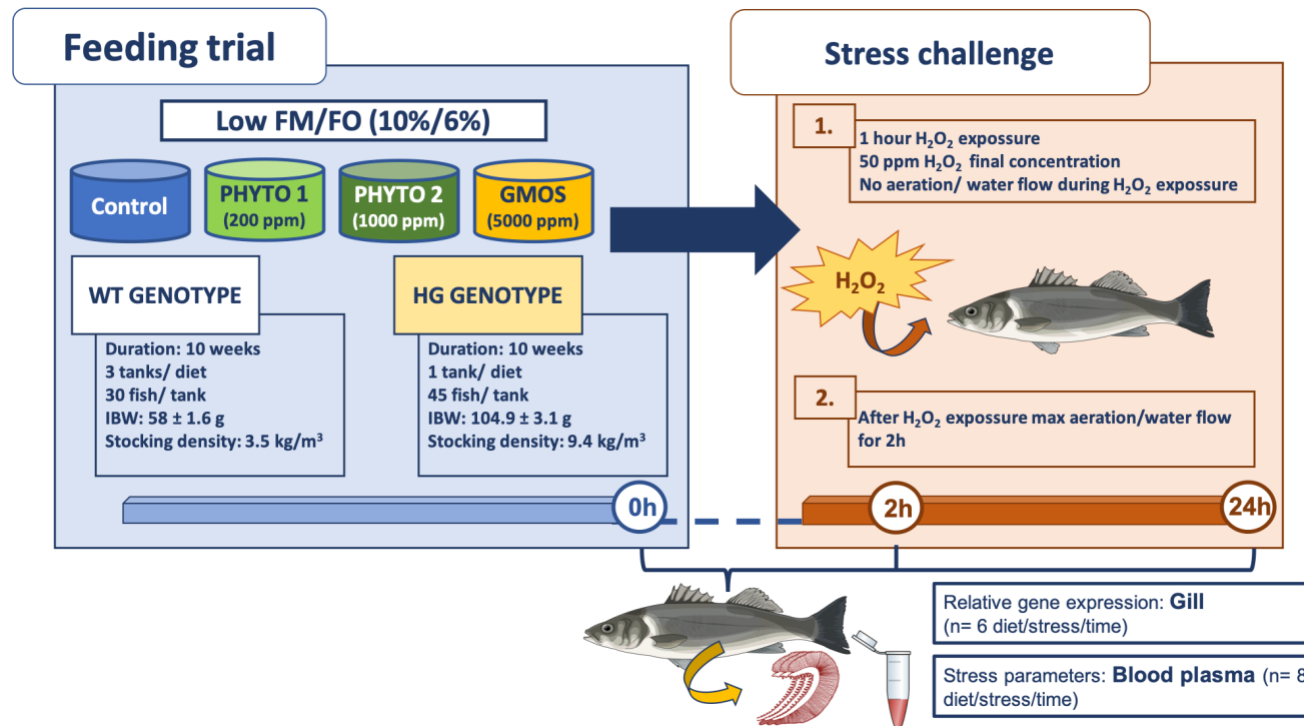 Feeding trial
Low FM/FO (10%/6%)
Control
PHYTO 1
(200 ppm)
PHYTO 2
(1000 ppm)
GMOS
(5000 ppm)
WT GENOTYPE
Duration: 10 weeks
3 tanks/ diet
30 fish/ tank
IBW: 58 ± 1.6 g
Stocking density: 3.5 kg/m³
HG GENOTYPE
Duration: 10 weeks
1 tank/ diet
45 fish/ tank
IBW: 104.9 ± 3.1 g
Stocking density: 9.4 kg/m³
0h
Stress challenge
1.
1 hour H₂O₂ expossure
50 ppm H₂O₂ final concentration
No aeration/ water flow during H₂O₂ expossure
H₂O₂
2.
After H₂O₂ expossure max aeration/water flow
for 2h
2h
24h
Relative gene expression: Gill
(n= 6 diet/stress/time)
Stress parameters: Blood plasma (n= 8
diet/stress/time)